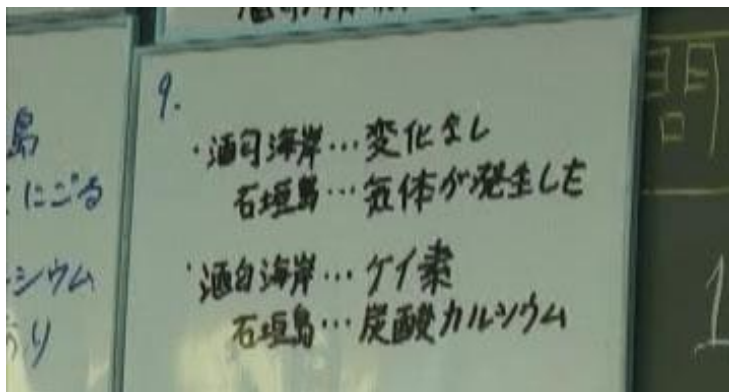 9.
・酒匂海岸…変化なし
石垣島…気体が発生した
・酒匂海岸…ケイ素
石垣島…炭酸カルシウム
島
にごる
シウム
り
問
1